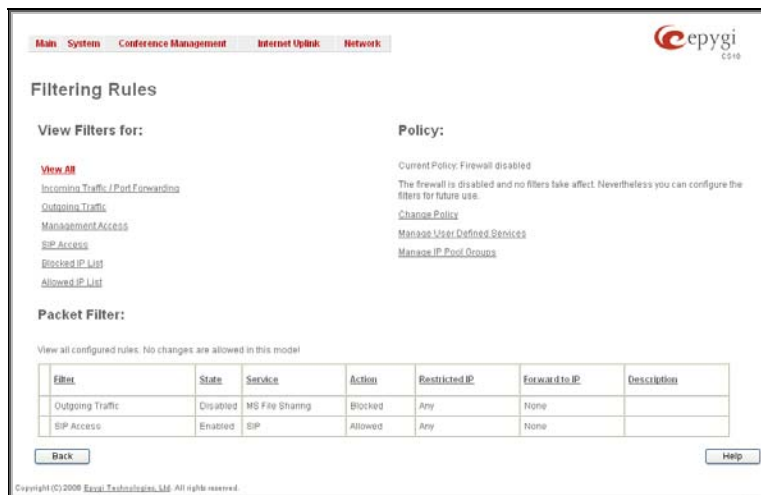 Main System Conference Management Internet Uplink Network
epygi
CS10
Filtering Rules
View Filters for:
View All
Incoming Traffic / Port Forwarding
Outgoing Traffic
Management Access
SIP Access
Blocked IP List
Allowed IP List
Policy:
Current Policy: Firewall disabled
The firewall is disabled and no filters take affect. Nevertheless you can configure the
filters for future use.
Change Policy
Manage User Defined Services
Manage IP Pool Groups
Packet Filter:
View all configured rules. No changes are allowed in this mode!
Filter State Service Action Restricted IP Forward to IP Description
Outgoing Traffic Disabled MS File Sharing Blocked Any None
SIP Access Enabled SIP Allowed Any None
Back Help
Copyright (C) 2008 Epygi Technologies, Ltd. All rights reserved.